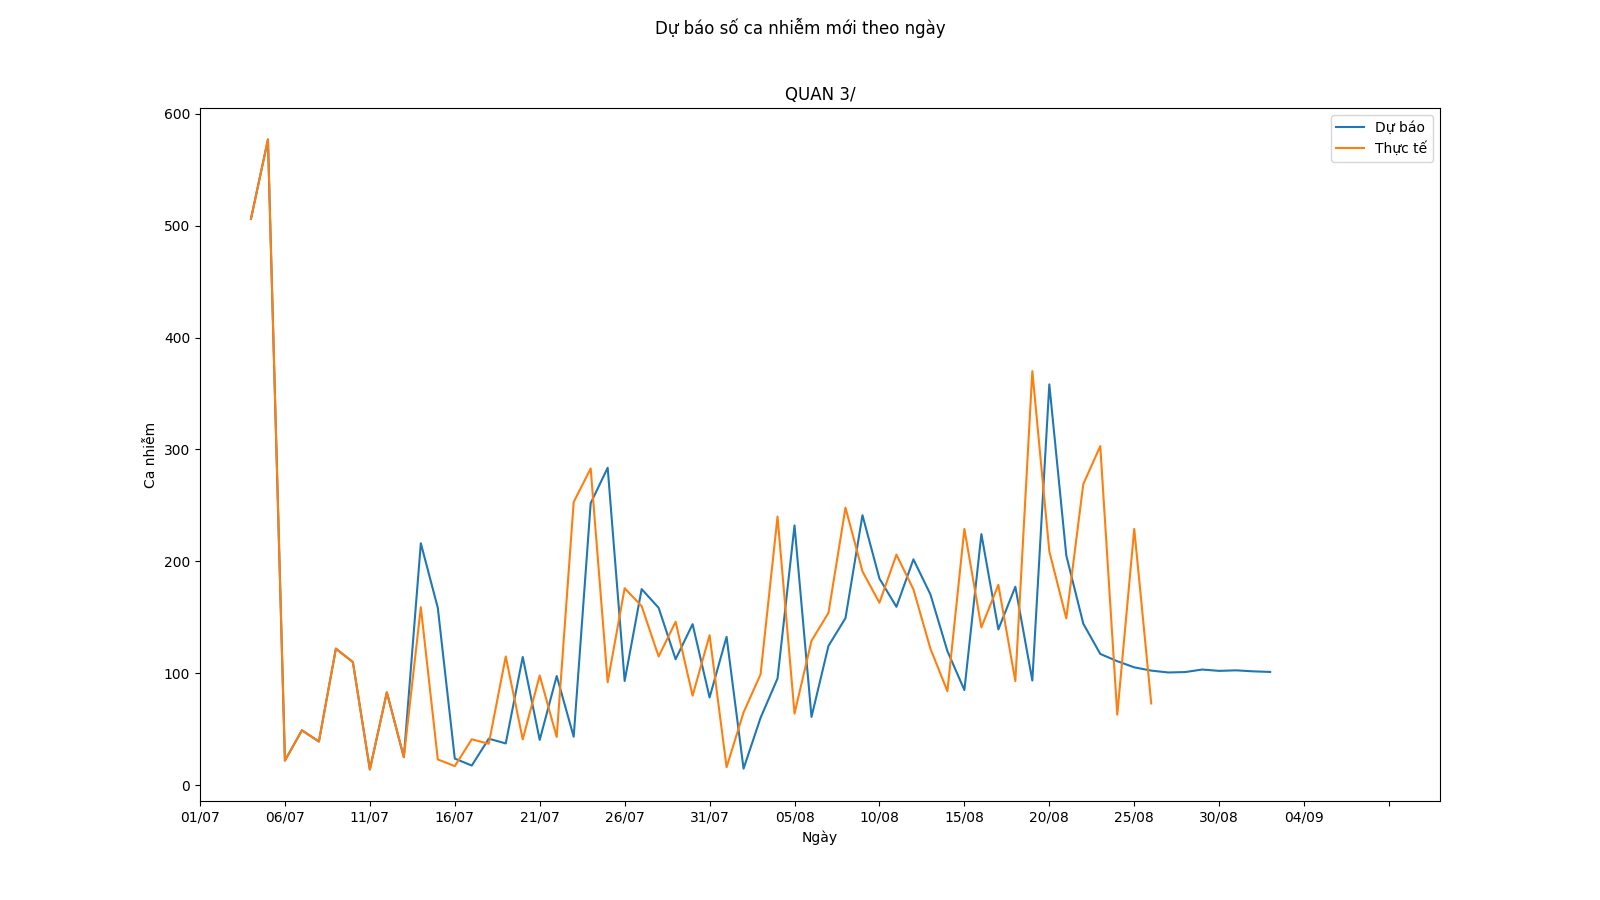 Dự báo số ca nhiễm mới theo ngày
QUAN 3/
600
500
400
300
200
100
0
Ca nhiễm
Dự báo
Thực tế
01/07 06/07 11/07 16/07 21/07 26/07 31/07 05/08 10/08 15/08 20/08 25/08 30/08 04/09
Ngày